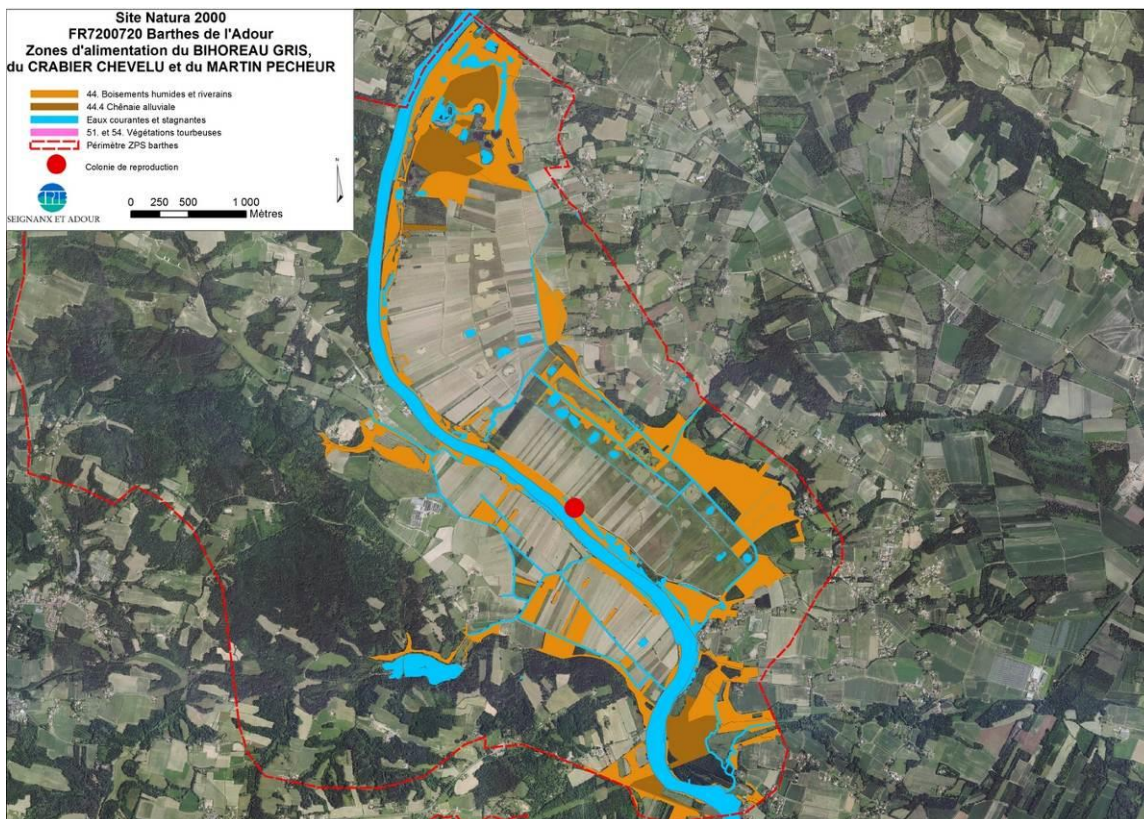 Site Natura 2000
FR7200720 Barthes de l'Adour
Zones d'alimentation du BIHOREAU GRIS,
du CRABIER CHEVELU et du MARTIN PECHEUR
44. Boisements humides et riverains
44.4 Chênaie alluviale
Eaux courantes et stagnantes
51. et 54. Végétations tourbeuses
Périmètre ZPS barthes
Colonie de reproduction
N
CPIE
SEIGNANX ET ADOUR
0 250 500 1 000
Mètres